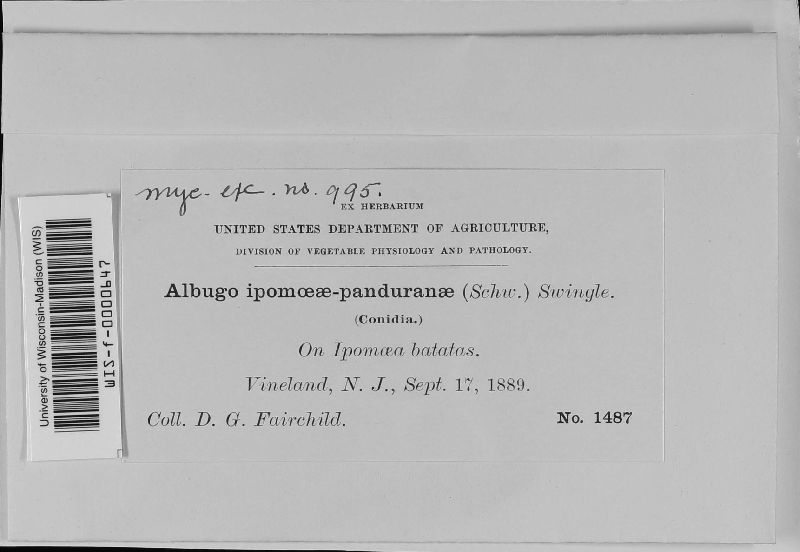 myc- exc. no. 995.
EX HERBARIUM
UNITED STATES DEPARTMENT OF AGRICULTURE,
DIVISION OF VEGETABLE PHYSIOLOGY AND PATHOLOGY.
Albugo ipomœæ-panduranæ (Schw.) Swingle.
(Conidia.)
On Ipomœa batatas.
Vineland, N. J., Sept. 17, 1889.
Coll. D. G. Fairchild. No. 1487
University of Wisconsin-Madison (WIS)
WIS-f-0000647